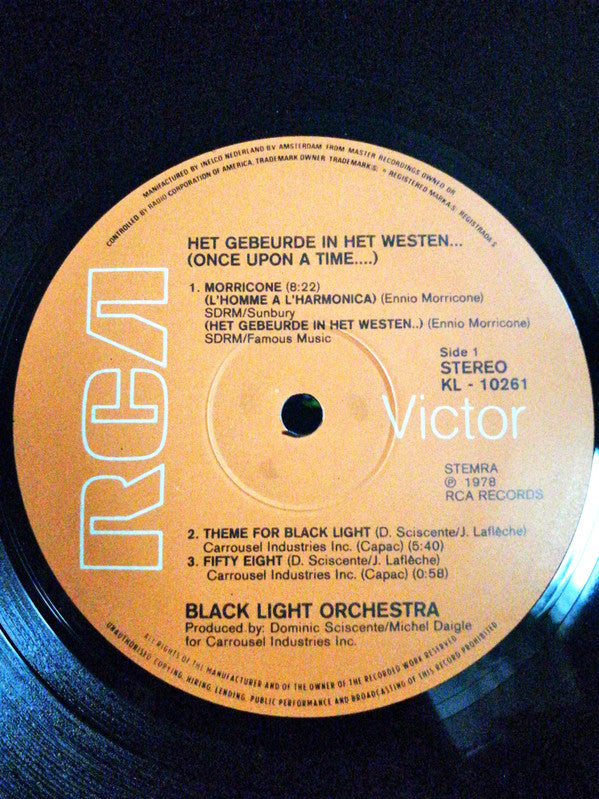 MANUFACTURED BY INELCO NEDERLAND BV AMSTERDAM FROM MASTER RECORDINGS OWNED OR
CONTROLLED BY RADIO CORPORATION OF AMERICA. TRADEMARK OWNER TRADEMARK(S) ® REGISTERED MARKA(S) REGISTRADA S
HET GEBEURDE IN HET WESTEN...
(ONCE UPON A TIME....)
1. MORRICONE (8:22)
(L'HOMME A L'HARMONICA) (Ennio Morricone)
SDRM/Sunbury
(HET GEBEURDE IN HET WESTEN..) (Ennio Morricone)
SDRM/Famous Music
Side 1
STEREO
KL - 10261
RCA
Victor
STEMRA
℗ 1978
RCA RECORDS
2. THEME FOR BLACK LIGHT (D. Sciscente/J. Laflèche)
Carrousel Industries Inc. (Capac) (5:40)
3. FIFTY EIGHT (D. Sciscente/J. Laflèche)
Carrousel Industries Inc. (Capac) (0:58)
BLACK LIGHT ORCHESTRA
Produced by: Dominic Sciscente/Michel Daigle
for Carrousel Industries Inc.
ALL RIGHTS OF THE MANUFACTURER AND OF THE OWNER OF THE RECORDED WORK RESERVED
UNAUTHORISED COPYING, HIRING, LENDING, PUBLIC PERFORMANCE AND BROADCASTING OF THIS RECORD PROHIBITED